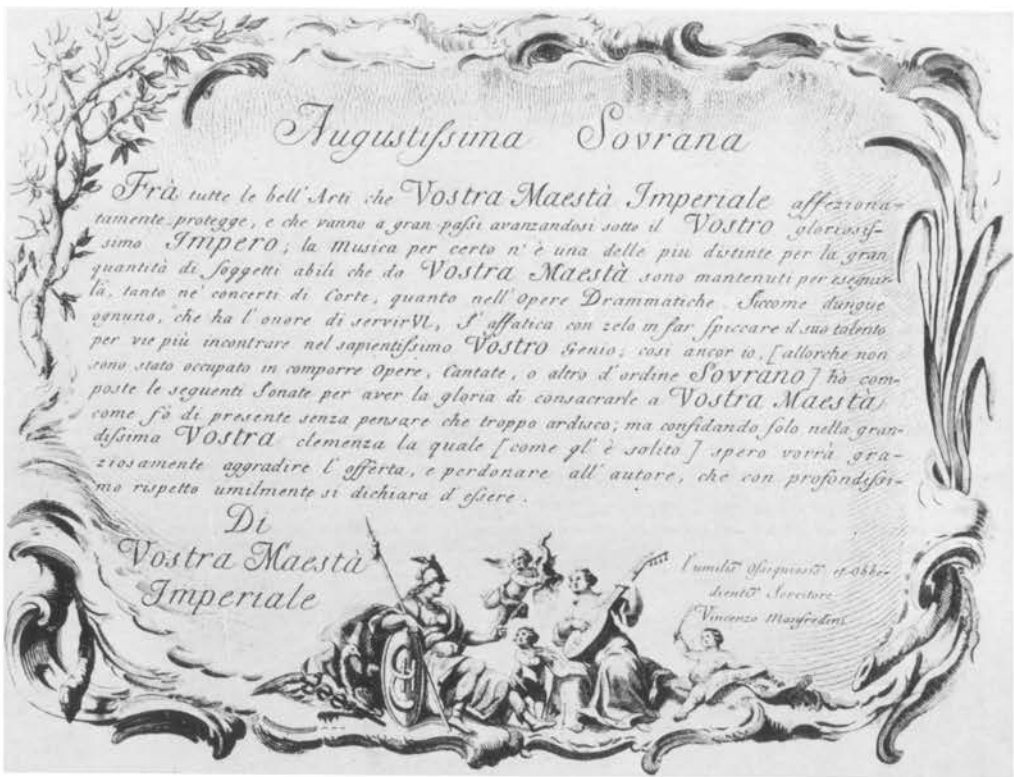 Augustiſsima Sovrana
Frà tutte le bell' Arti che Vostra Maestà Imperiale affeziona-
tamente protegge, e che vanno a gran paſsi avanzandosi sotto il Vostro gloriosiſ-
simo Impero; la musica per certo n' è una delle piu distinte per la gran
quantità di ſoggetti abili che da Vostra Maestà sono mantenuti per eseguir-
la, tanto ne' concerti di Corte, quanto nell' Opere Drammatiche. Siccome dunque
ognuno, che ha l' onore di servirVI, s' affatica con zelo in far ſpiccare il suo talento
per vie più incontrare nel sapientiſsimo Vostro Genio; così ancor io, [allorche non
sono stato occupato in comporre Opere, Cantate, o altro d' ordine Sovrano] hò com-
poste le seguenti Sonate per aver la gloria di consacrarle a Vostra Maestà
come fò di presente senza pensare che troppo ardisco; ma confidando ſolo nella gran-
diſsima Vostra clemenza la quale [come gl' è solito] spero vorrà gra-
ziosamente aggradire l' offerta, e perdonare all' autore, che con profondiſsi-
mo rispetto umilmente si dichiara d' eſsere.
Di
Vostra Maestà
Imperiale
l' umilis̄ Oſsequiosis̄ et Obbe-
dientis̄ Servitore
Vincenzo Manfredini